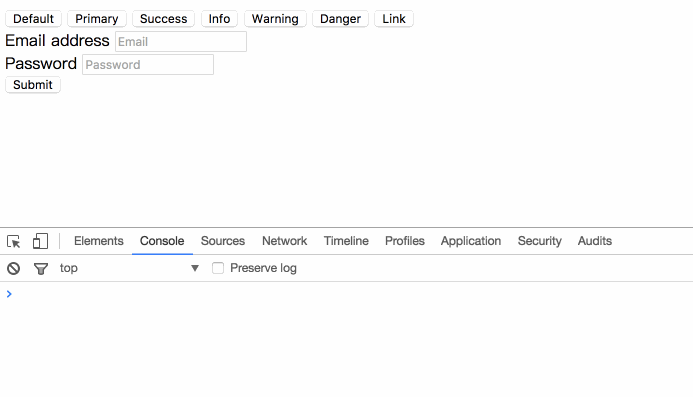 Default Primary Success Info Warning Danger Link
Email address Email
Password Password
Submit
Elements Console Sources Network Timeline Profiles Application Security Audits
top Preserve log